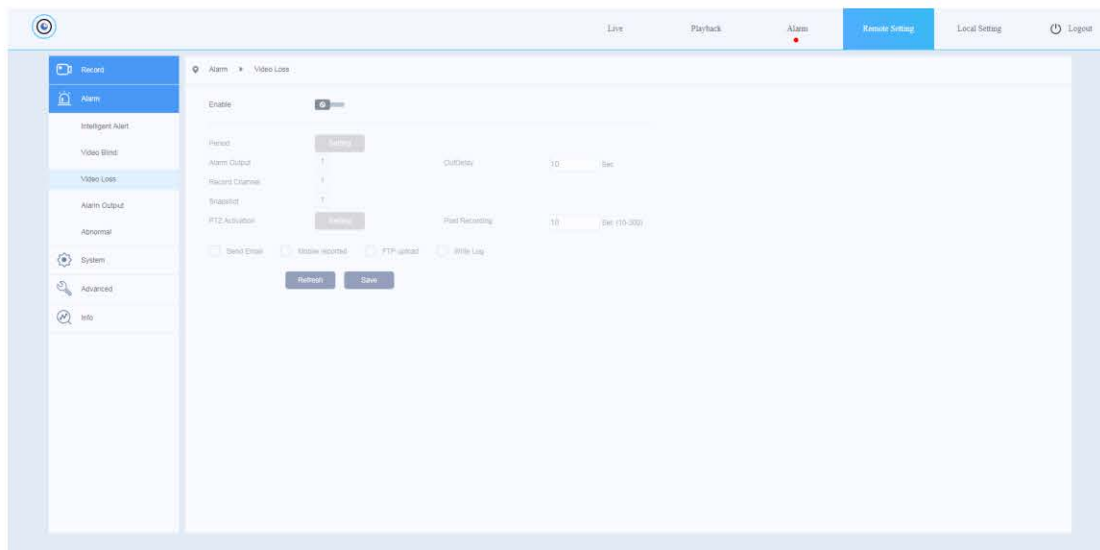 Live Playback Alarm Remote Setting Local Setting Logout
Record
Alarm
Intelligent Alert
Video Blind
Video Loss
Alarm Output
Abnormal
System
Advanced
Info
Alarm Video Loss
Enable
Period Setting
Alarm Output 1 OutDelay 10 Sec
Record Channel 1
Snapshot 1
PTZ Activation Setting Post Recording 10 Sec (10-300)
Send Email Mobile reported FTP upload Write Log
Refresh Save